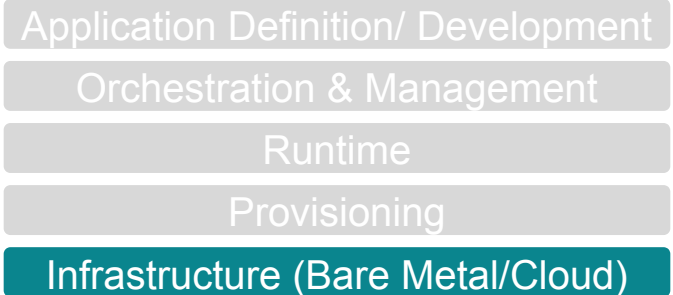 Application Definition/ Development
Orchestration & Management
Runtime
Provisioning
Infrastructure (Bare Metal/Cloud)